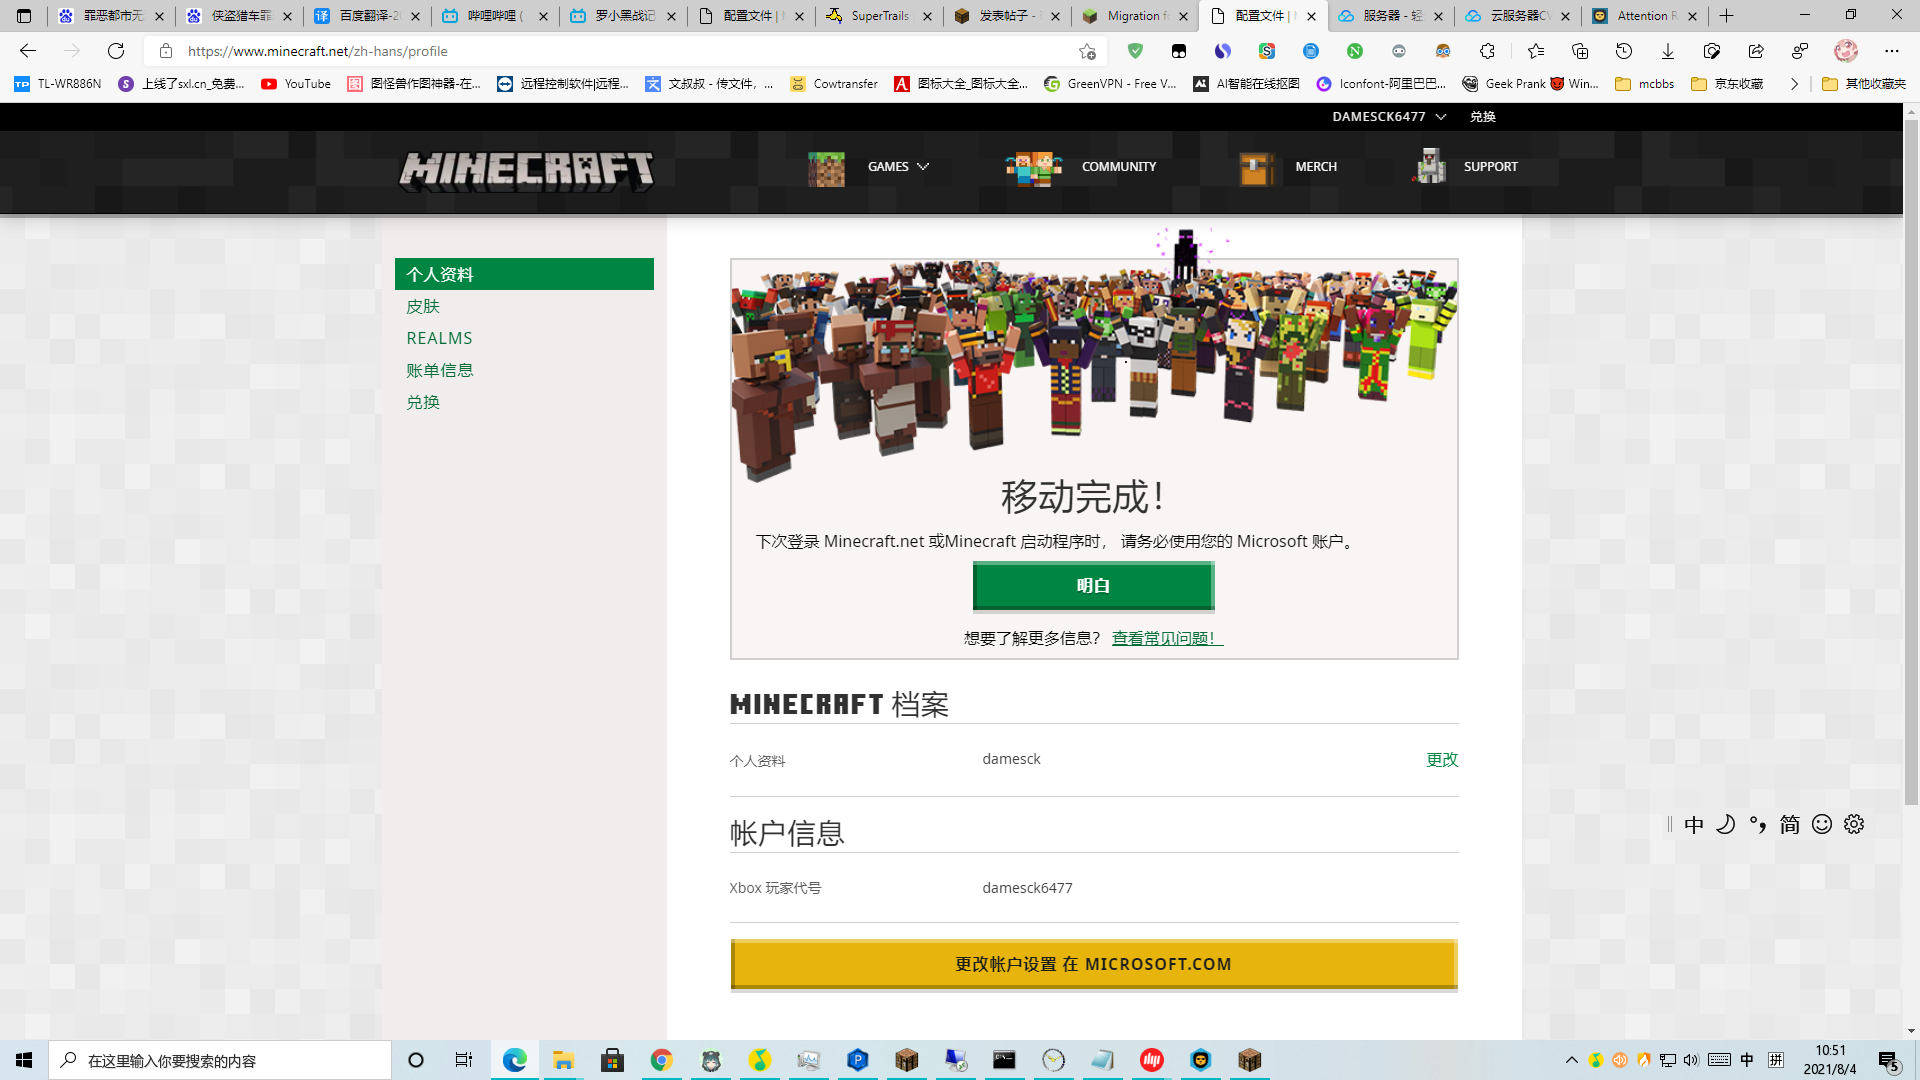 罪恶都市无
侠盗猎车罪
百度翻译-20
哔哩哔哩 (
罗小黑战记
配置文件 | M
SuperTrails
发表帖子 -
Migration fo
配置文件 | M
服务器 - 轻
云服务器CV
Attention R
https://www.minecraft.net/zh-hans/profile
TL-WR886N
上线了sxl.cn_免费...
YouTube
图怪兽作图神器-在...
远程控制软件|远程...
文叔叔 - 传文件，...
Cowtransfer
图标大全_图标大全...
GreenVPN - Free V...
AI智能在线抠图
Iconfont-阿里巴巴...
Geek Prank
Win...
mcbbs
京东收藏
其他收藏夹
DAMESCK6477
兑换
MINECRAFT
GAMES
COMMUNITY
MERCH
SUPPORT
个人资料
皮肤
REALMS
账单信息
兑换
移动完成！
下次登录 Minecraft.net 或Minecraft 启动程序时， 请务必使用您的 Microsoft 账户。
明白
想要了解更多信息？ 查看常见问题！
MINECRAFT 档案
个人资料
damesck
更改
帐户信息
Xbox 玩家代号
damesck6477
更改帐户设置 在 MICROSOFT.COM
中 简
在这里输入你要搜索的内容
中
拼
10:51
2021/8/4
5